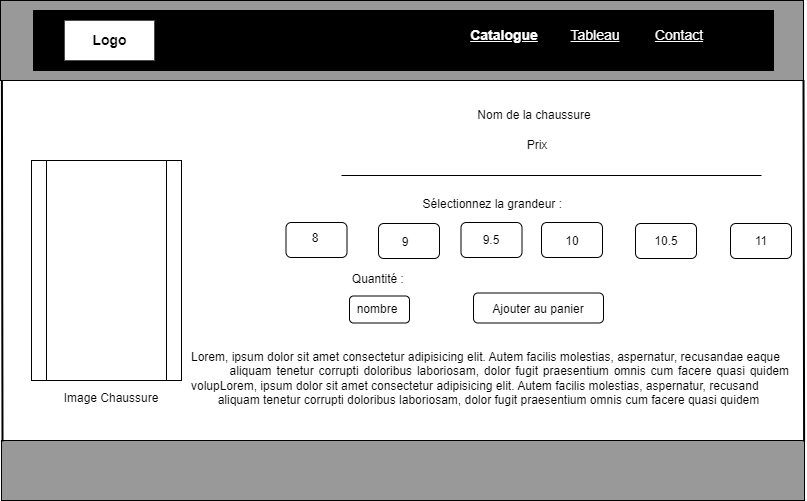 Logo
Catalogue Tableau Contact
Nom de la chaussure
Prix
Sélectionnez la grandeur :
8 9 9.5 10 10.5 11
Quantité :
nombre Ajouter au panier
Lorem, ipsum dolor sit amet consectetur adipisicing elit. Autem facilis molestias, aspernatur, recusandae eaque
aliquam tenetur corrupti doloribus laboriosam, dolor fugit praesentium omnis cum facere quasi quidem
volupLorem, ipsum dolor sit amet consectetur adipisicing elit. Autem facilis molestias, aspernatur, recusand
aliquam tenetur corrupti doloribus laboriosam, dolor fugit praesentium omnis cum facere quasi quidem
Image Chaussure